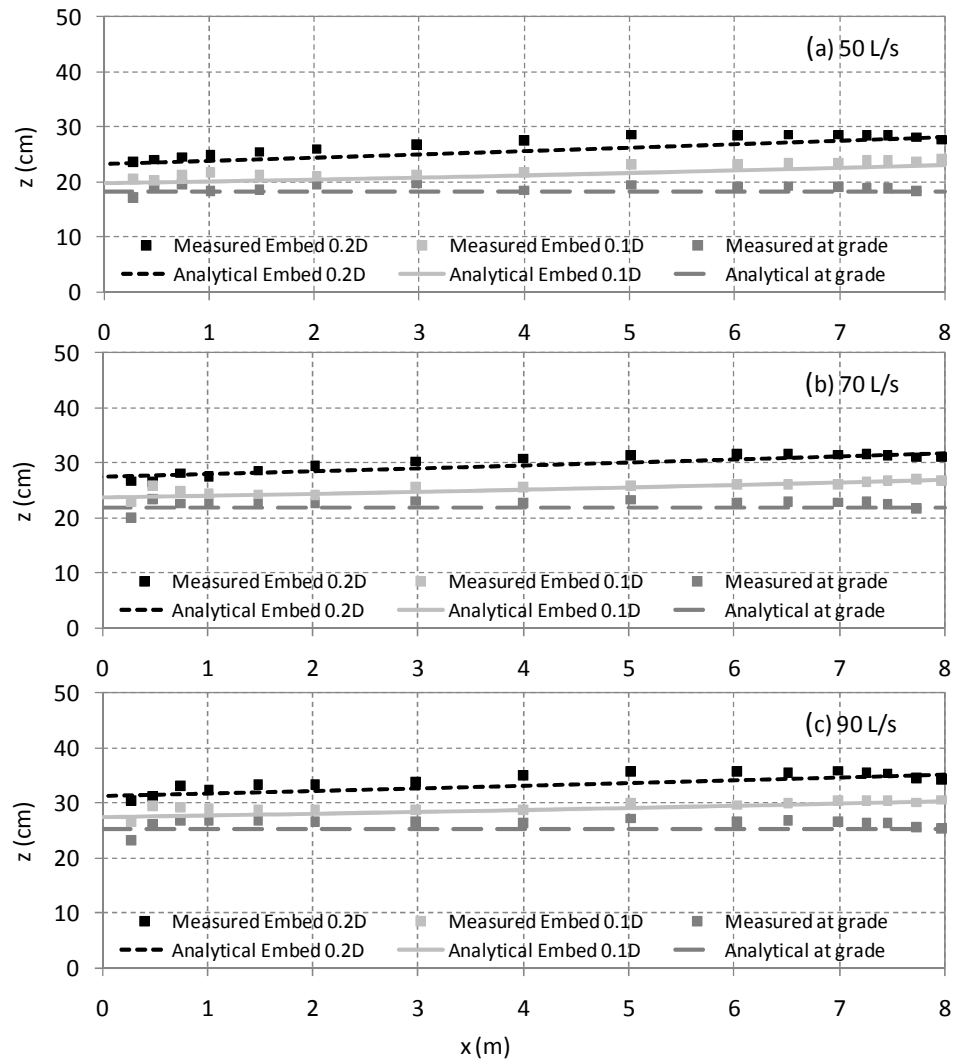 50
(a) 50 L/s
40
30
z (cm)
20
10
Measured Embed 0.2D Measured Embed 0.1D Measured at grade
Analytical Embed 0.2D Analytical Embed 0.1D Analytical at grade
0
0 1 2 3 4 5 6 7 8
50
(b) 70 L/s
40
30
z (cm)
20
10
Measured Embed 0.2D Measured Embed 0.1D Measured at grade
Analytical Embed 0.2D Analytical Embed 0.1D Analytical at grade
0
0 1 2 3 4 5 6 7 8
50
(c) 90 L/s
40
30
z (cm)
20
10
Measured Embed 0.2D Measured Embed 0.1D Measured at grade
Analytical Embed 0.2D Analytical Embed 0.1D Analytical at grade
0
0 1 2 3 4 5 6 7 8
x (m)